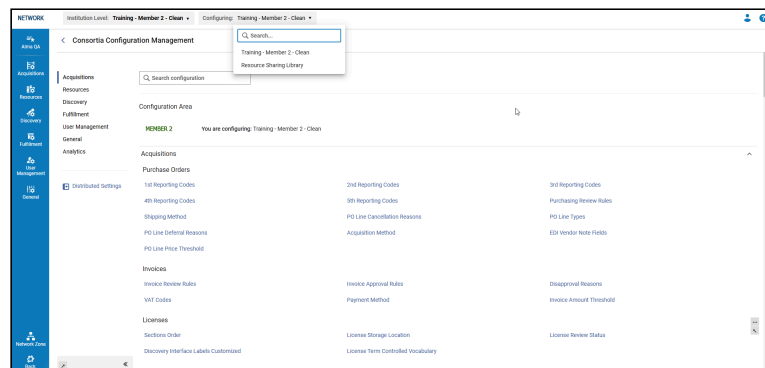 NETWORK
Institution Level: Training - Member 2 - Clean
Configuring: Training - Member 2 - Clean
Search...
Training - Member 2 - Clean
Resource Sharing Library
Alma QA
Acquisitions
Resources
Discovery
Fulfillment
User Management
General
Network Zone
Back
Consortia Configuration Management
Acquisitions
Resources
Discovery
Fulfillment
User Management
General
Analytics
Distributed Settings
Search configuration
Configuration Area
MEMBER 2 You are configuring: Training - Member 2 - Clean
Acquisitions
Purchase Orders
1st Reporting Codes 2nd Reporting Codes 3rd Reporting Codes
4th Reporting Codes 5th Reporting Codes Purchasing Review Rules
Shipping Method PO Line Cancellation Reasons PO Line Types
PO Line Deferral Reasons Acquisition Method EDI Vendor Note Fields
PO Line Price Threshold
Invoices
Invoice Review Rules Invoice Approval Rules Disapproval Reasons
VAT Codes Payment Method Invoice Amount Threshold
Licenses
Sections Order License Storage Location License Review Status
Discovery Interface Labels Customized License Term Controlled Vocabulary